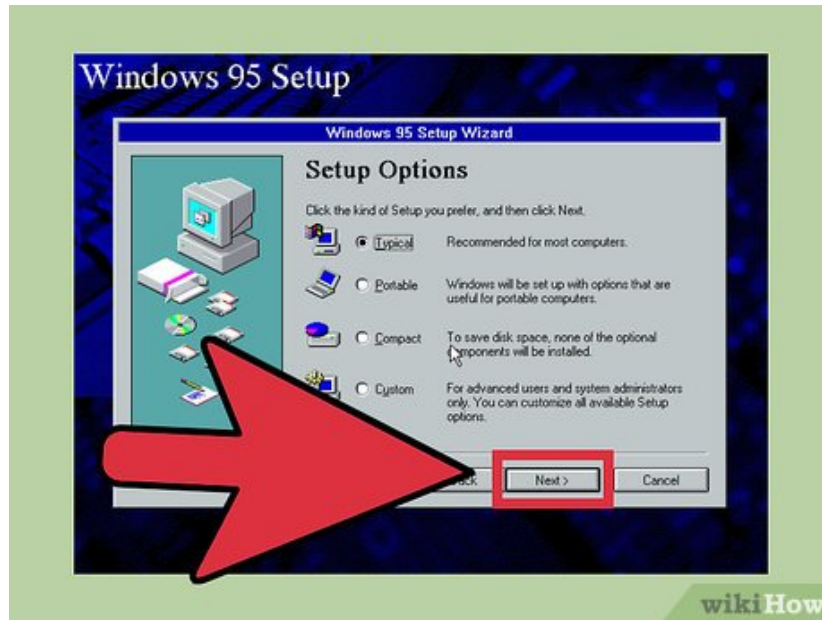 Windows 95 Setup
Windows 95 Setup Wizard
Setup Options
Click the kind of Setup you prefer, and then click Next.
Typical
Recommended for most computers.
Portable
Windows will be set up with options that are
useful for portable computers.
Compact
To save disk space, none of the optional
components will be installed.
Custom
For advanced users and system administrators
only. You can customize all available Setup
options.
Next >
Cancel
wikiHow